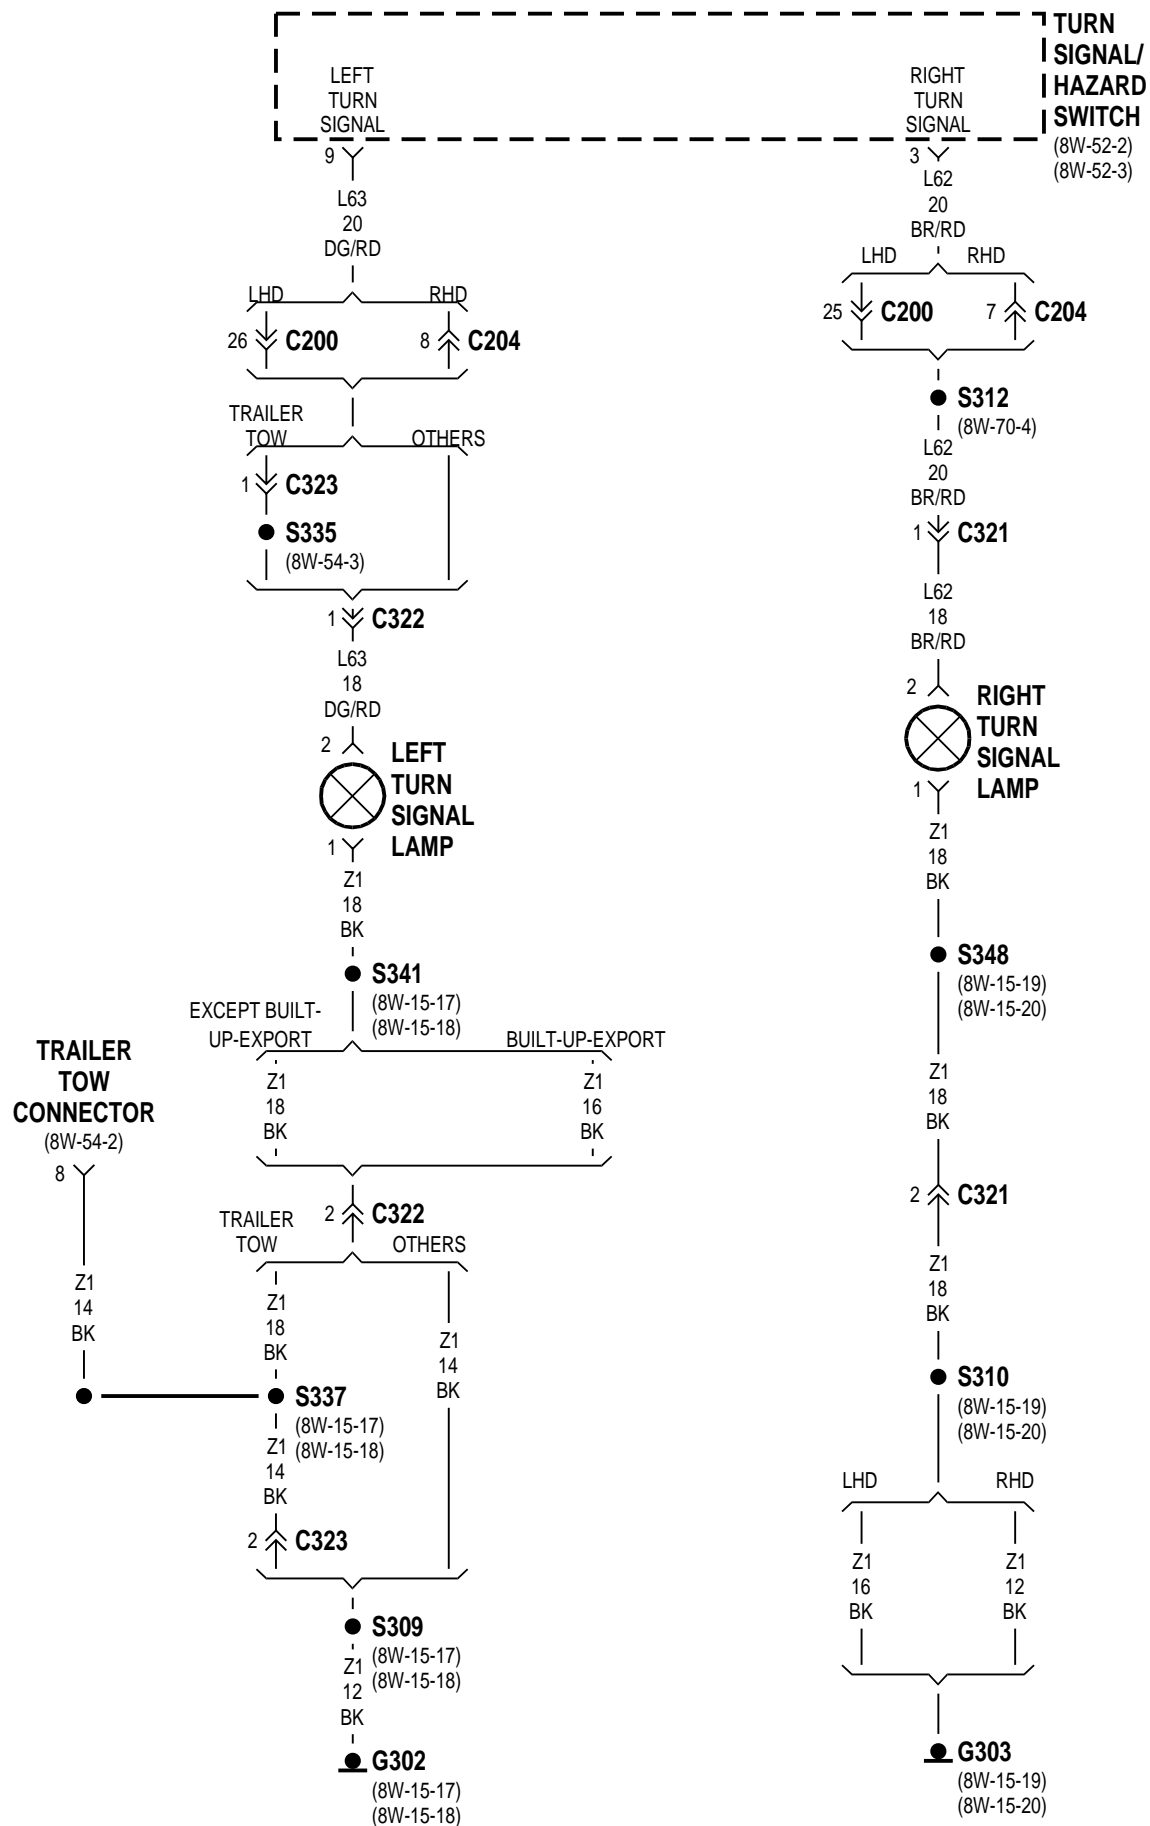 TURN
SIGNAL/
HAZARD
SWITCH
(8W-52-2)
(8W-52-3)
LEFT
TURN
SIGNAL
RIGHT
TURN
SIGNAL
9
L63
20
DG/RD
LHD
RHD
26
C200
8
C204
TRAILER
TOW
OTHERS
1
C323
S335
(8W-54-3)
1
C322
L63
18
DG/RD
2
LEFT
TURN
SIGNAL
LAMP
1
Z1
18
BK
S341
(8W-15-17)
(8W-15-18)
EXCEPT BUILT-
UP-EXPORT
BUILT-UP-EXPORT
Z1
18
BK
Z1
16
BK
2
C322
TRAILER
TOW
OTHERS
TRAILER
TOW
CONNECTOR
(8W-54-2)
8
Z1
14
BK
Z1
18
BK
Z1
14
BK
S337
(8W-15-17)
(8W-15-18)
Z1
14
BK
2
C323
S309
(8W-15-17)
(8W-15-18)
Z1
12
BK
G302
(8W-15-17)
(8W-15-18)
3
L62
20
BR/RD
LHD
RHD
25
C200
7
C204
S312
(8W-70-4)
L62
20
BR/RD
1
C321
L62
18
BR/RD
2
RIGHT
TURN
SIGNAL
LAMP
1
Z1
18
BK
S348
(8W-15-19)
(8W-15-20)
Z1
18
BK
2
C321
Z1
18
BK
S310
(8W-15-19)
(8W-15-20)
LHD
RHD
Z1
16
BK
Z1
12
BK
G303
(8W-15-19)
(8W-15-20)